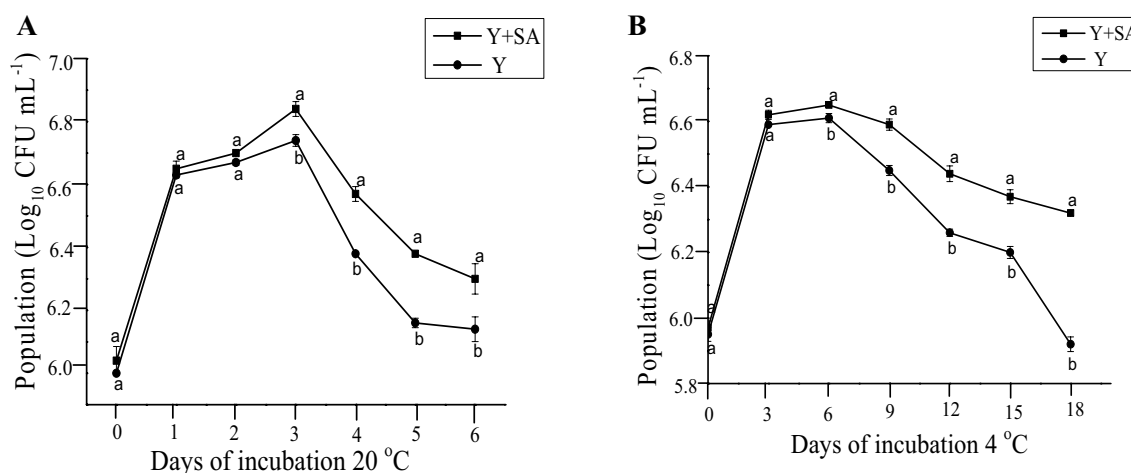 A
Y+SA
Y
Population (Log10 CFU mL-1)
7.0
6.8
6.6
6.4
6.2
6.0
a
a
a
a
a
a
a
b
a
b
a
b
a
b
0
1
2
3
4
5
6
Days of incubation 20 °C
B
Y+SA
Y
Population (Log10 CFU mL-1)
6.8
6.6
6.4
6.2
6.0
5.8
a
a
a
a
a
b
a
b
a
b
a
b
a
b
0
3
6
9
12
15
18
Days of incubation 4 °C